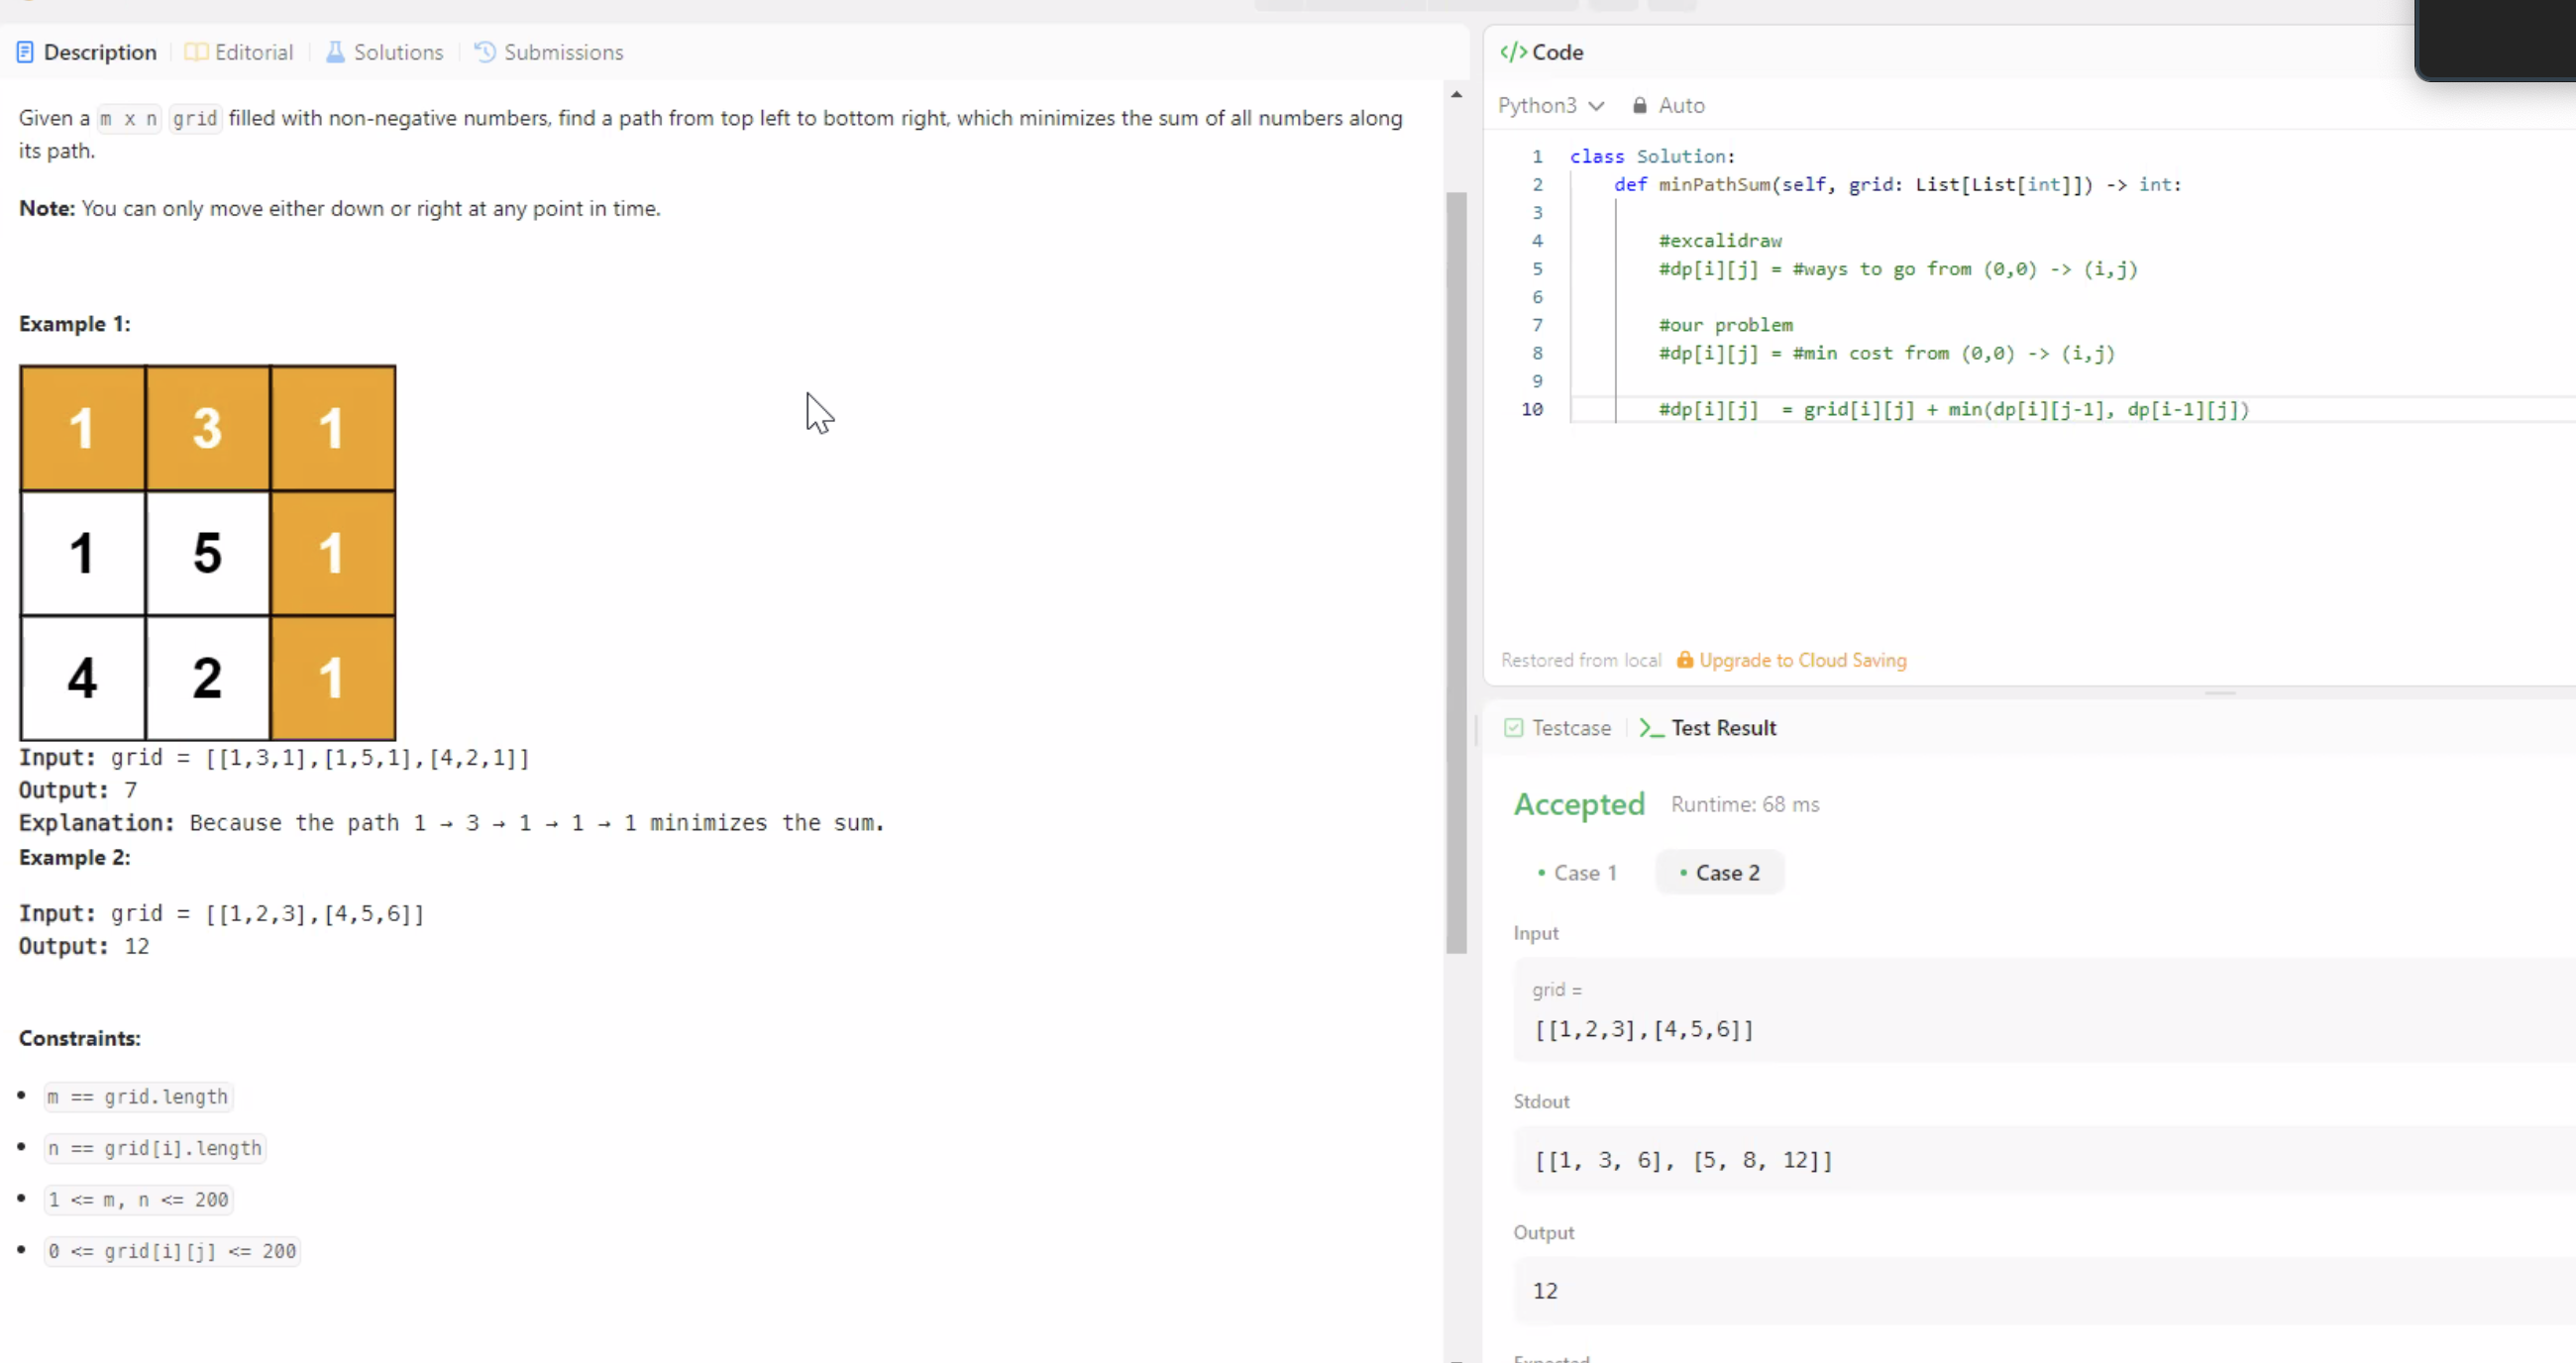 Description Editorial Solutions Submissions
Given a m x n grid filled with non-negative numbers, find a path from top left to bottom right, which minimizes the sum of all numbers along
its path.
Note: You can only move either down or right at any point in time.
Example 1:
1 3 1
1 5 1
4 2 1
Input: grid = [[1,3,1],[1,5,1],[4,2,1]]
Output: 7
Explanation: Because the path 1 → 3 → 1 → 1 → 1 minimizes the sum.
Example 2:
Input: grid = [[1,2,3],[4,5,6]]
Output: 12
Constraints:
• m == grid.length
• n == grid[i].length
• 1 <= m, n <= 200
• 0 <= grid[i][j] <= 200
</> Code
Python3 Auto
1 class Solution:
2 def minPathSum(self, grid: List[List[int]]) -> int:
3
4 #excalidraw
5 #dp[i][j] = #ways to go from (0,0) -> (i,j)
6
7 #our problem
8 #dp[i][j] = #min cost from (0,0) -> (i,j)
9
10 #dp[i][j]  = grid[i][j] + min(dp[i][j-1], dp[i-1][j])
Restored from local Upgrade to Cloud Saving
Testcase >_ Test Result
Accepted Runtime: 68 ms
• Case 1 • Case 2
Input
grid =
[[1,2,3],[4,5,6]]
Stdout
[[1, 3, 6], [5, 8, 12]]
Output
12